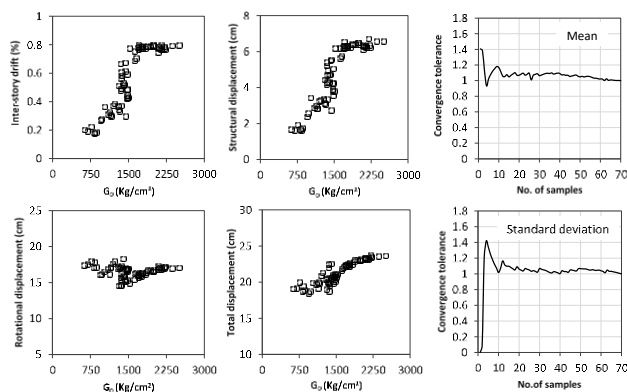 Inter-story drift (%)
1
0.8
0.6
0.4
0.2
0
0 750 1500 2250 3000
G₀ (Kg/cm²)
Structural displacement (cm)
8
6
4
2
0
0 750 1500 2250 3000
G₀ (Kg/cm²)
Convergence tolerance
1.8
1.6
1.4
1.2
1
0.8
0.6
0.4
0.2
0
Mean
0 10 20 30 40 50 60 70
No. of samples
Rotational displacement (cm)
25
20
15
10
5
0 750 1500 2250 3000
G₀ (Kg/cm²)
Total displacement (cm)
30
25
20
15
10
0 750 1500 2250 3000
G₀ (Kg/cm²)
Convergence tolerance
1.8
1.6
1.4
1.2
1
0.8
0.6
0.4
0.2
0
Standard deviation
0 10 20 30 40 50 60 70
No.of samples